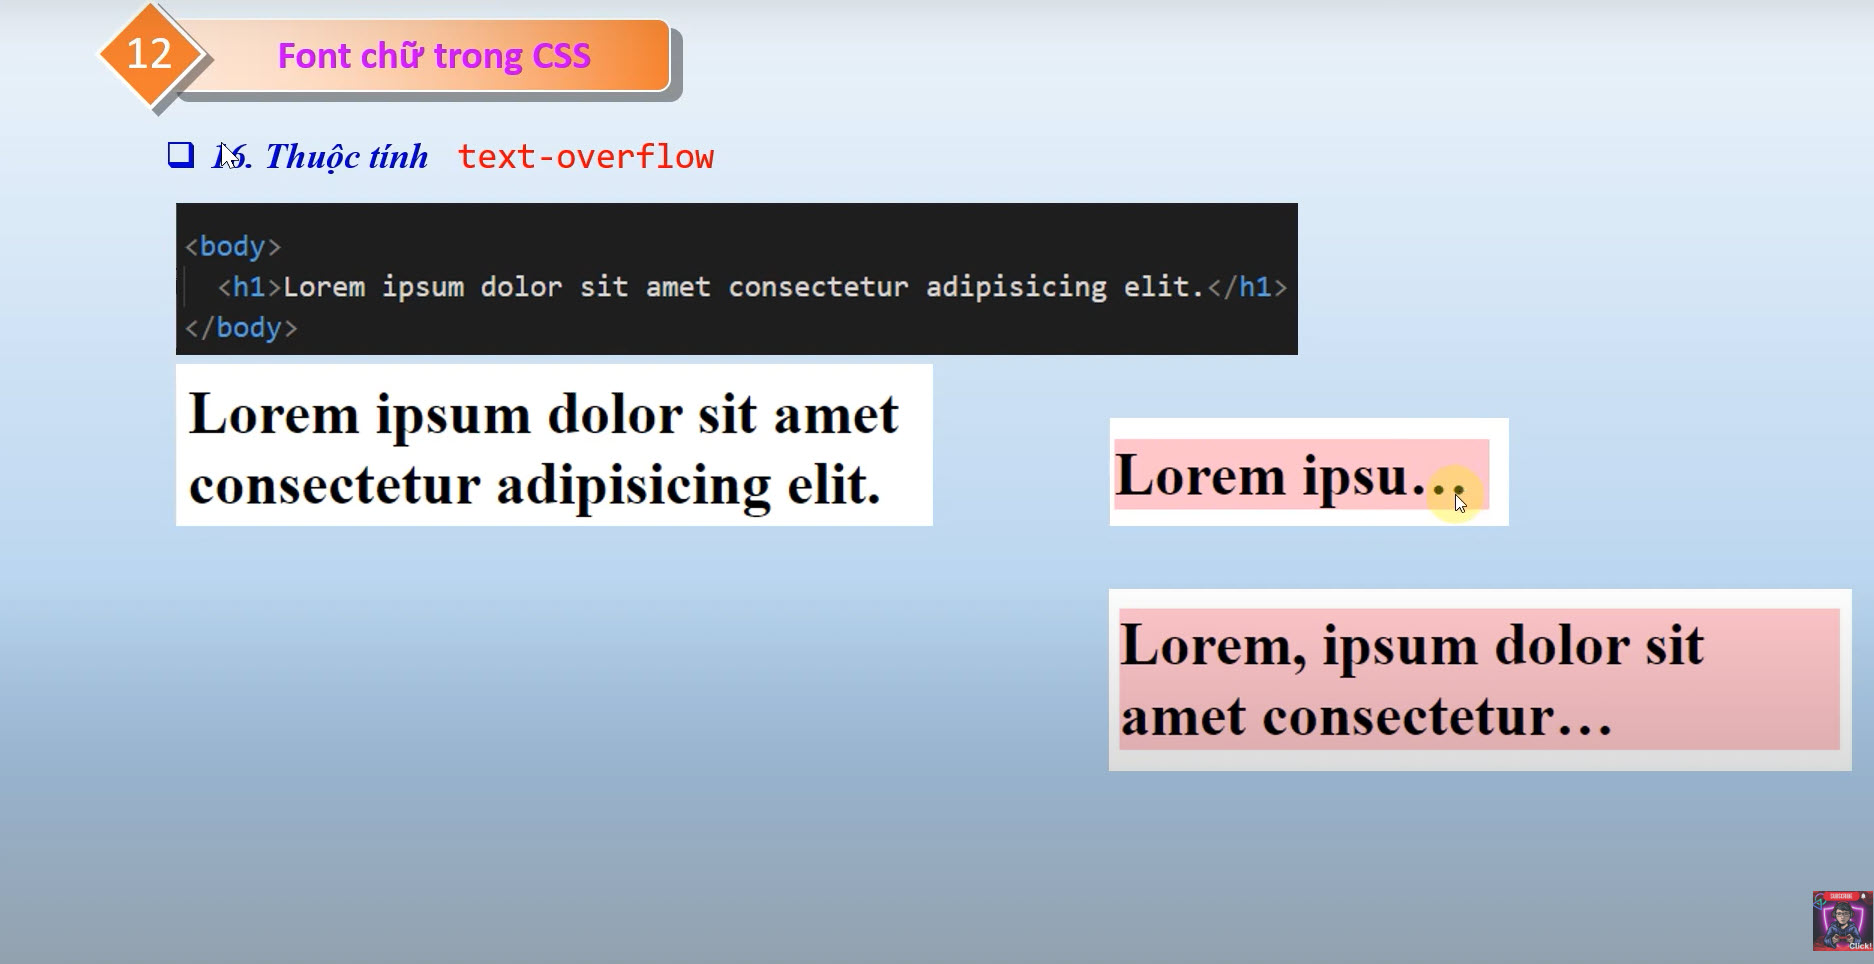 12
Font chữ trong CSS
16. Thuộc tính text-overflow
<body>
<h1>Lorem ipsum dolor sit amet consectetur adipisicing elit.</h1>
</body>
Lorem ipsum dolor sit amet
consectetur adipisicing elit.
Lorem ipsu...
Lorem, ipsum dolor sit
amet consectetur...
SUBSCRIBE
Click!